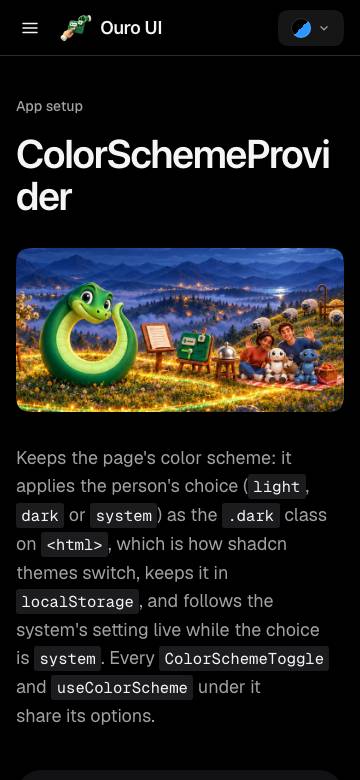 Ouro UI
App setup
ColorSchemeProvi
der
Keeps the page's color scheme: it
applies the person's choice (light,
dark or system) as the .dark class
on <html>, which is how shadcn
themes switch, keeps it in
localStorage, and follows the
system's setting live while the choice
is system. Every ColorSchemeToggle
and useColorScheme under it
share its options.